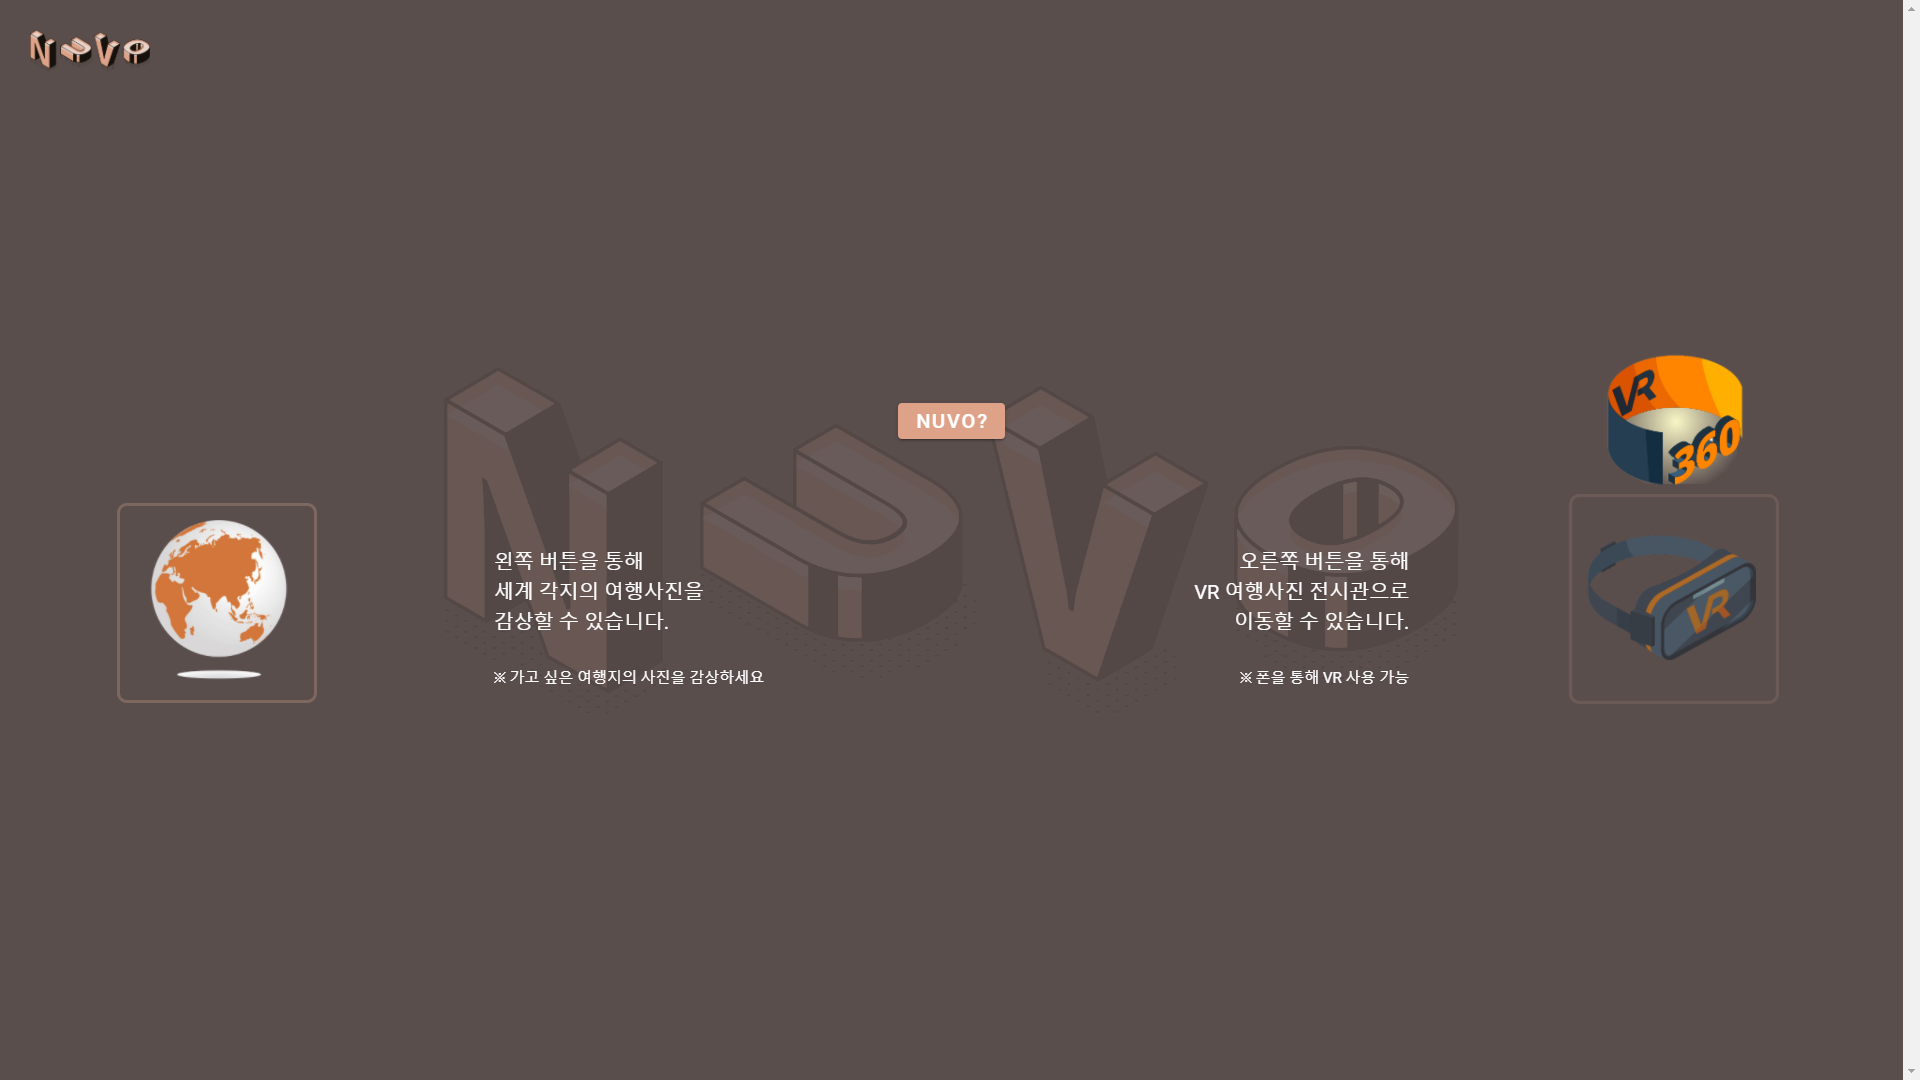 NUVO
NUVO
NUVO?
VR
360
VR
왼쪽 버튼을 통해
세계 각지의 여행사진을
감상할 수 있습니다.
※ 가고 싶은 여행지의 사진을 감상하세요
오른쪽 버튼을 통해
VR 여행사진 전시관으로
이동할 수 있습니다.
※ 폰을 통해 VR 사용 가능